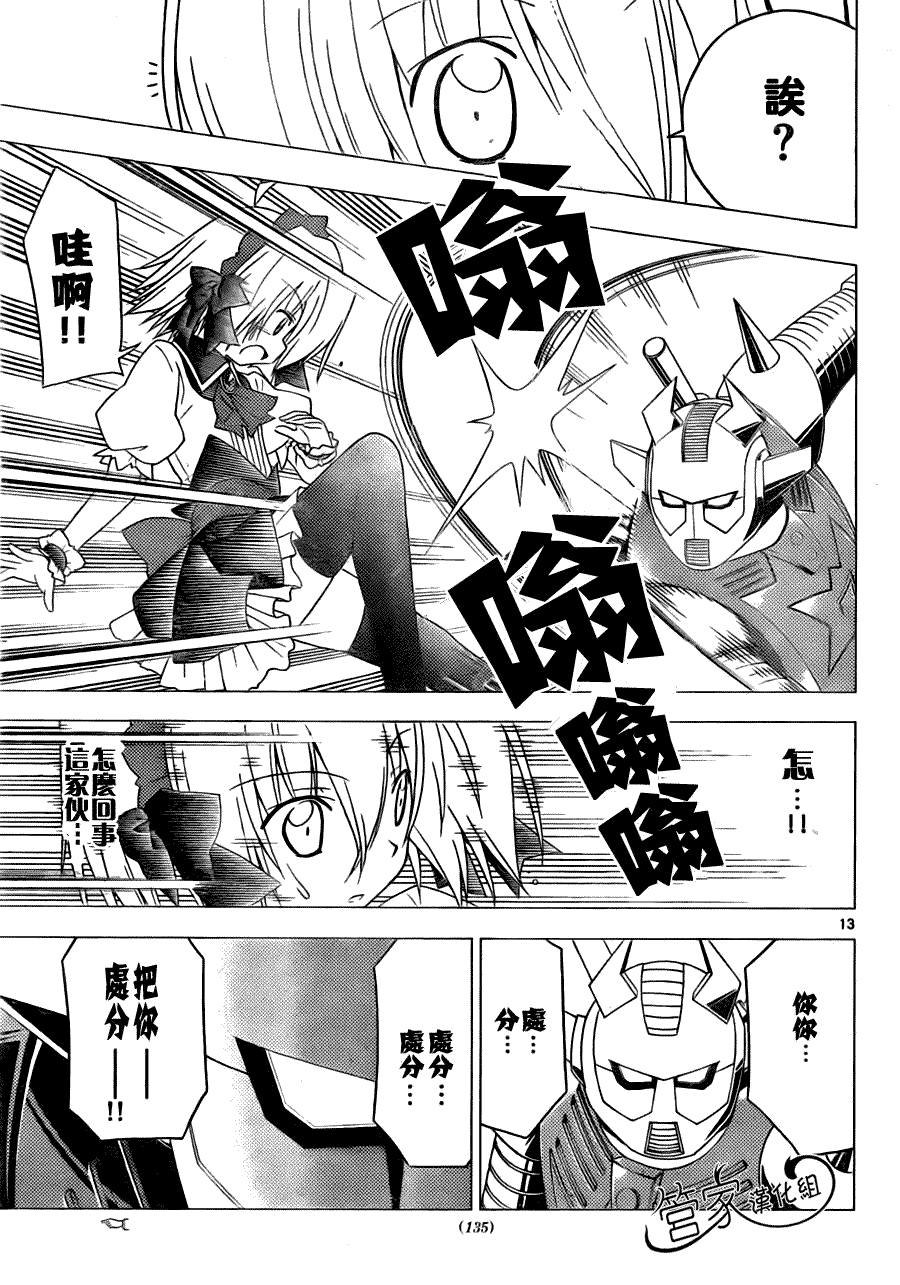 誒?
嗡
哇啊!!
嗡
嗡
嗡
怎…!!
怎麼回事
這家伙…
13
你你…
處…
分…
處分…
處分…
把你——
處分——!!
管家漢化組
(135)